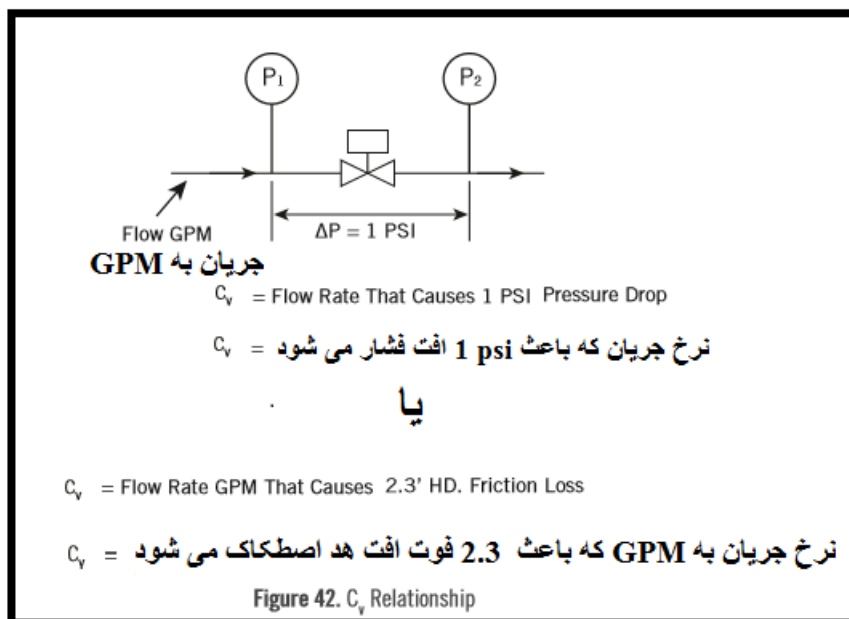 P₁
P₂
Flow GPM
ΔP = 1 PSI
جریان به GPM
Cᵥ = Flow Rate That Causes 1 PSI Pressure Drop
Cᵥ = نرخ جریان که باعث 1 psi افت فشار می شود
یا
Cᵥ = Flow Rate GPM That Causes 2.3' HD. Friction Loss
Cᵥ = نرخ جریان به GPM که باعث 2.3 فوت افت هد اصطکاک می شود
Figure 42. Cᵥ Relationship